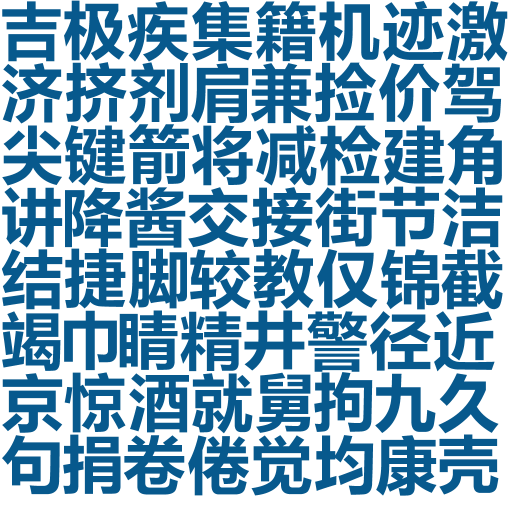 吉极疾集籍机迹激
济挤剂肩兼捡价驾
尖键箭将减检建角
讲降酱交接街节洁
结捷脚较教仅锦截
竭巾睛精井警径近
京惊酒就舅拘九久
句捐卷倦觉均康壳